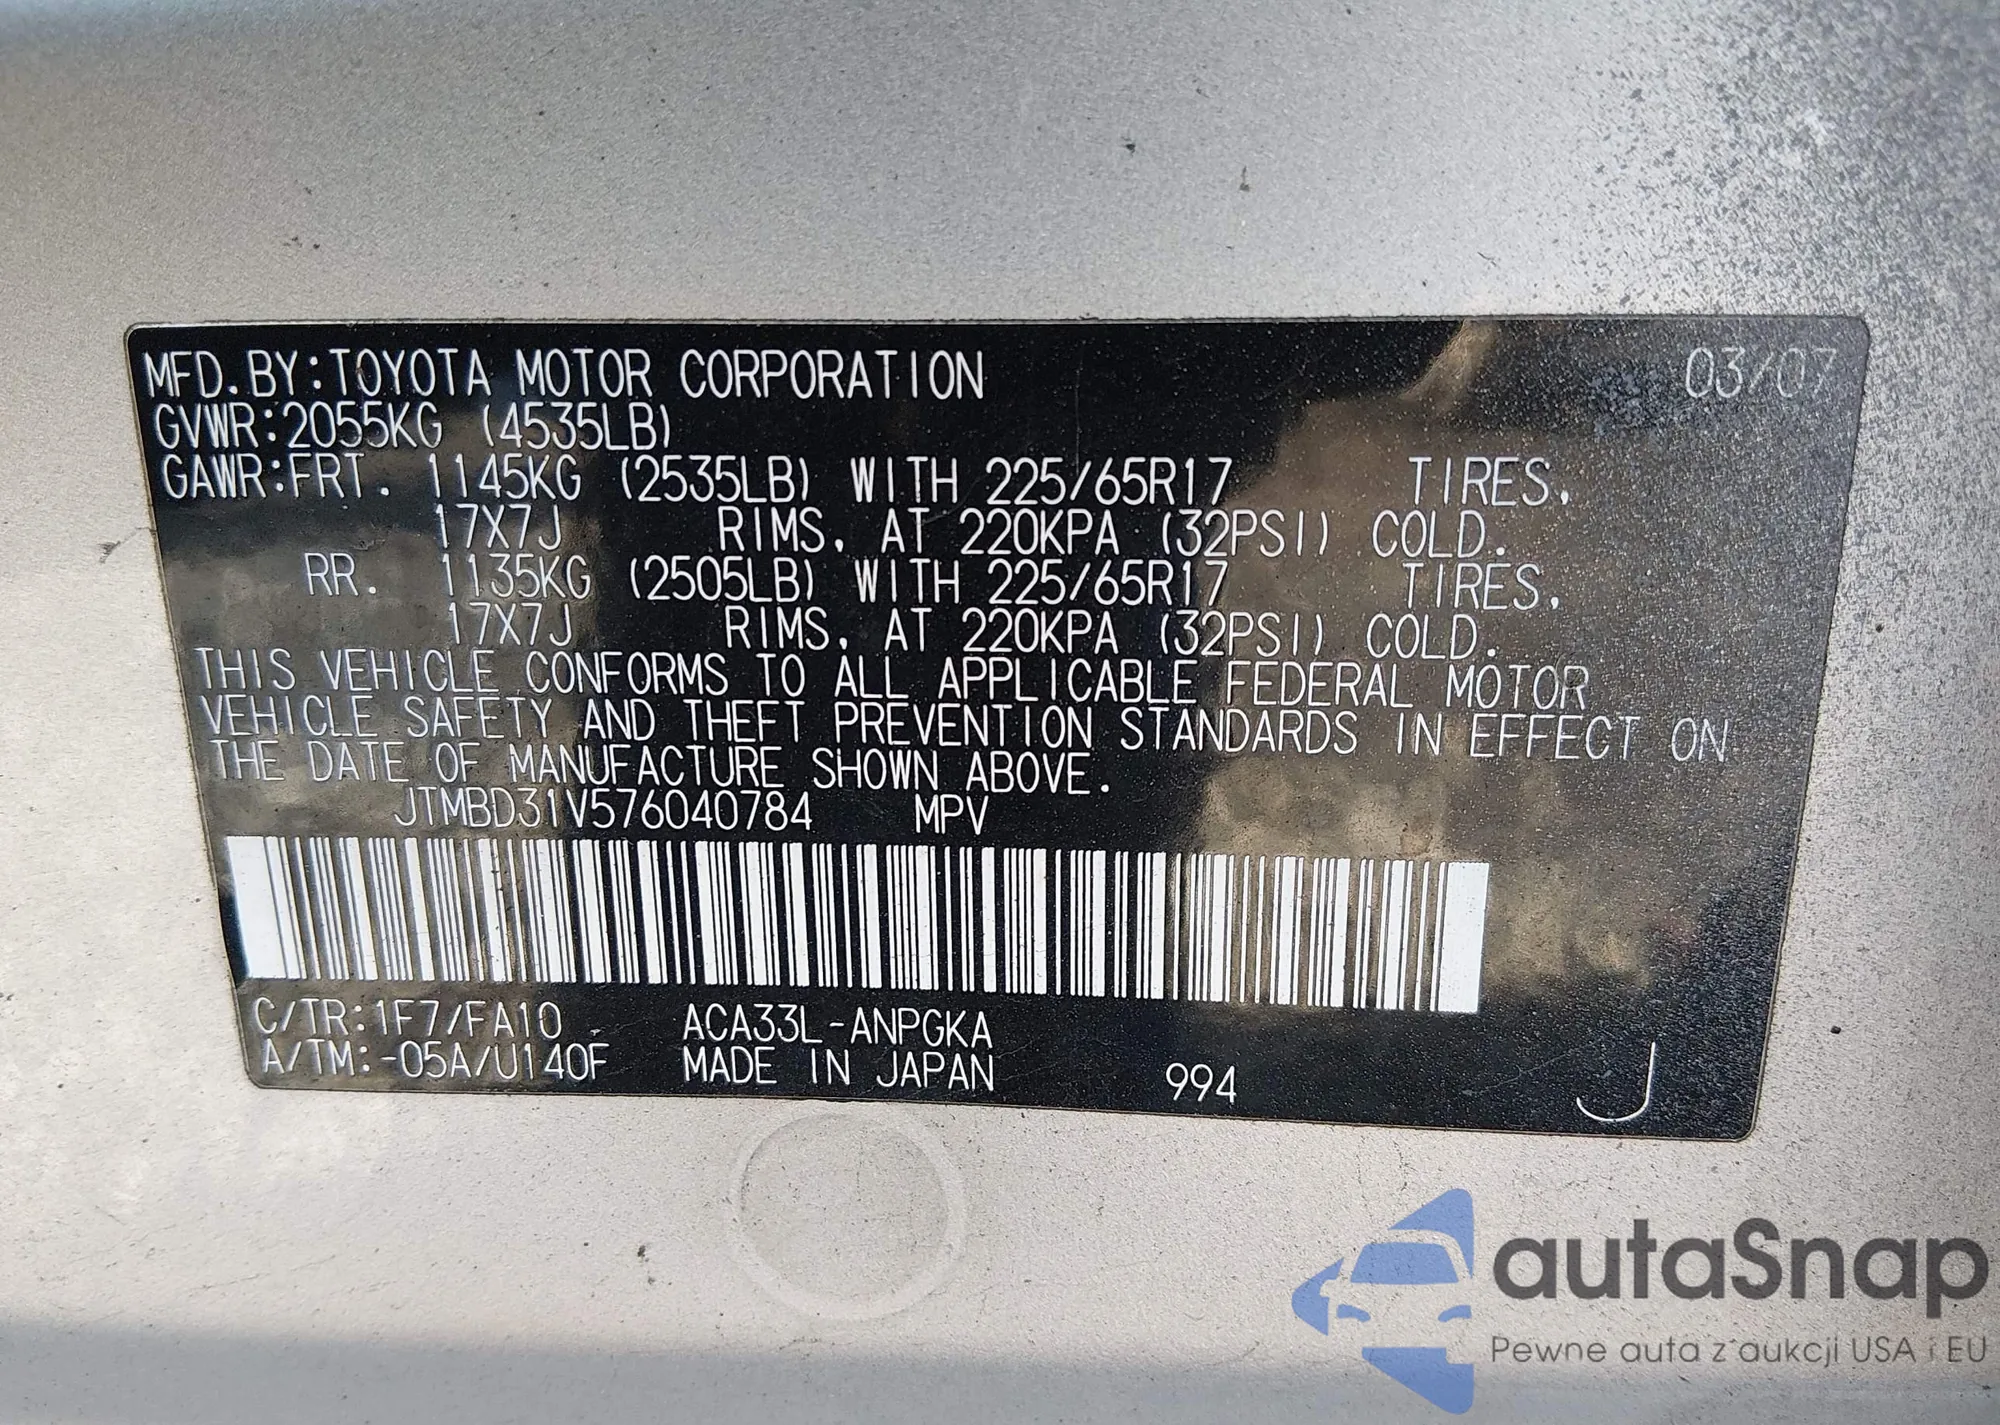 MFD.BY:TOYOTA MOTOR CORPORATION 03/07
GVWR:2055KG (4535LB)
GAWR:FRT. 1145KG (2535LB) WITH 225/65R17 TIRES,
17X7J RIMS, AT 220KPA (32PSI) COLD.
RR. 1135KG (2505LB) WITH 225/65R17 TIRES,
17X7J RIMS, AT 220KPA (32PSI) COLD.
THIS VEHICLE CONFORMS TO ALL APPLICABLE FEDERAL MOTOR
VEHICLE SAFETY AND THEFT PREVENTION STANDARDS IN EFFECT ON
THE DATE OF MANUFACTURE SHOWN ABOVE.
JTMBD31V576040784 MPV
C/TR:1F7/FA10 ACA33L-ANPGKA
A/TM:-05A/U140F MADE IN JAPAN 994 J
autaSnap
Pewne auta z aukcji USA i EU